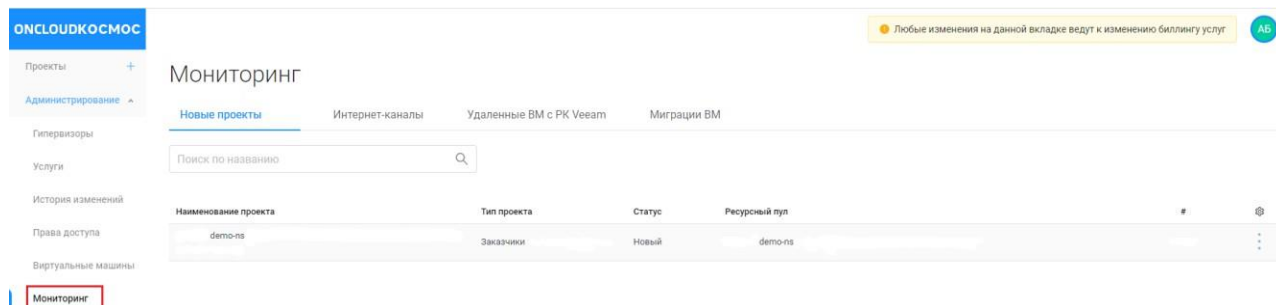 ONCLOUDКОСМОС
Любые изменения на данной вкладке ведут к изменению биллингу услуг
АБ
Проекты +
Администрирование
Гипервизоры
Услуги
История изменений
Права доступа
Виртуальные машины
Мониторинг
Мониторинг
Новые проекты Интернет-каналы Удаленные ВМ с РК Veeam Миграции ВМ
Поиск по названию
Наименование проекта Тип проекта Статус Ресурсный пул #
demo-ns Заказчики Новый demo-ns